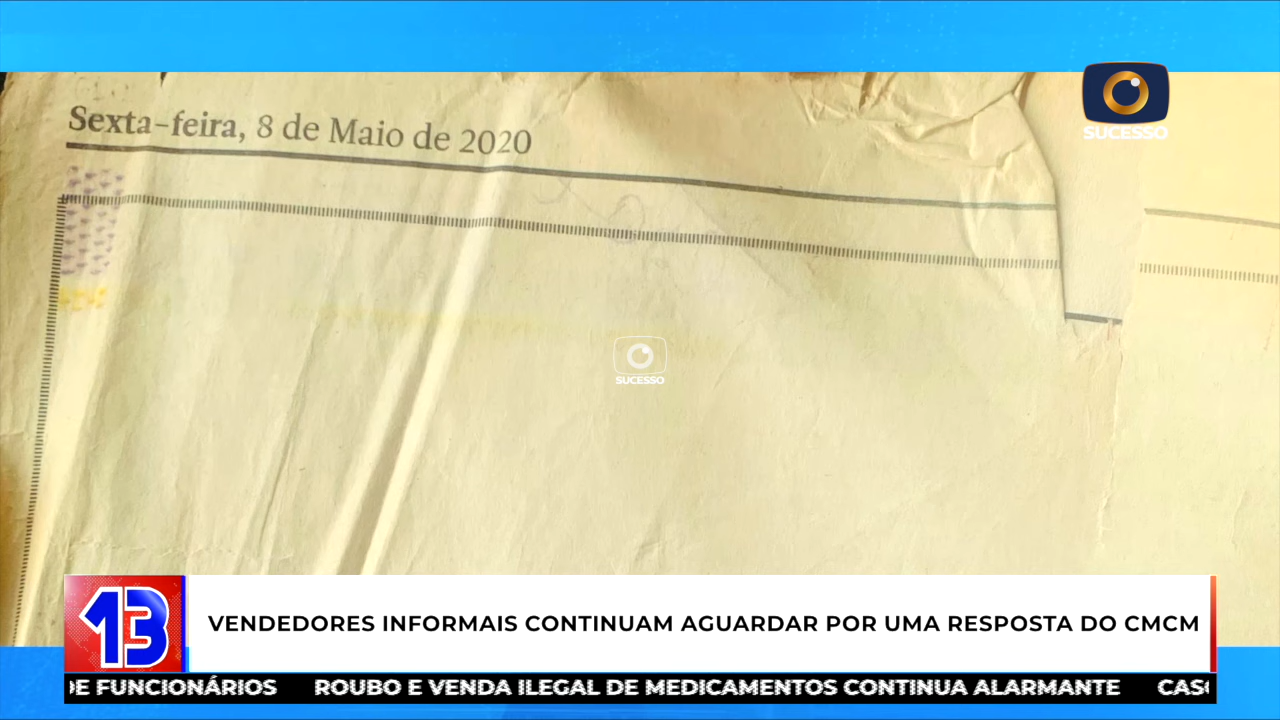 Sexta-feira, 8 de Maio de 2020
SUCESSO
SUCESSO
13
VENDEDORES INFORMAIS CONTINUAM AGUARDAR POR UMA RESPOSTA DO CMCM
DE FUNCIONÁRIOS ROUBO E VENDA ILEGAL DE MEDICAMENTOS CONTINUA ALARMANTE